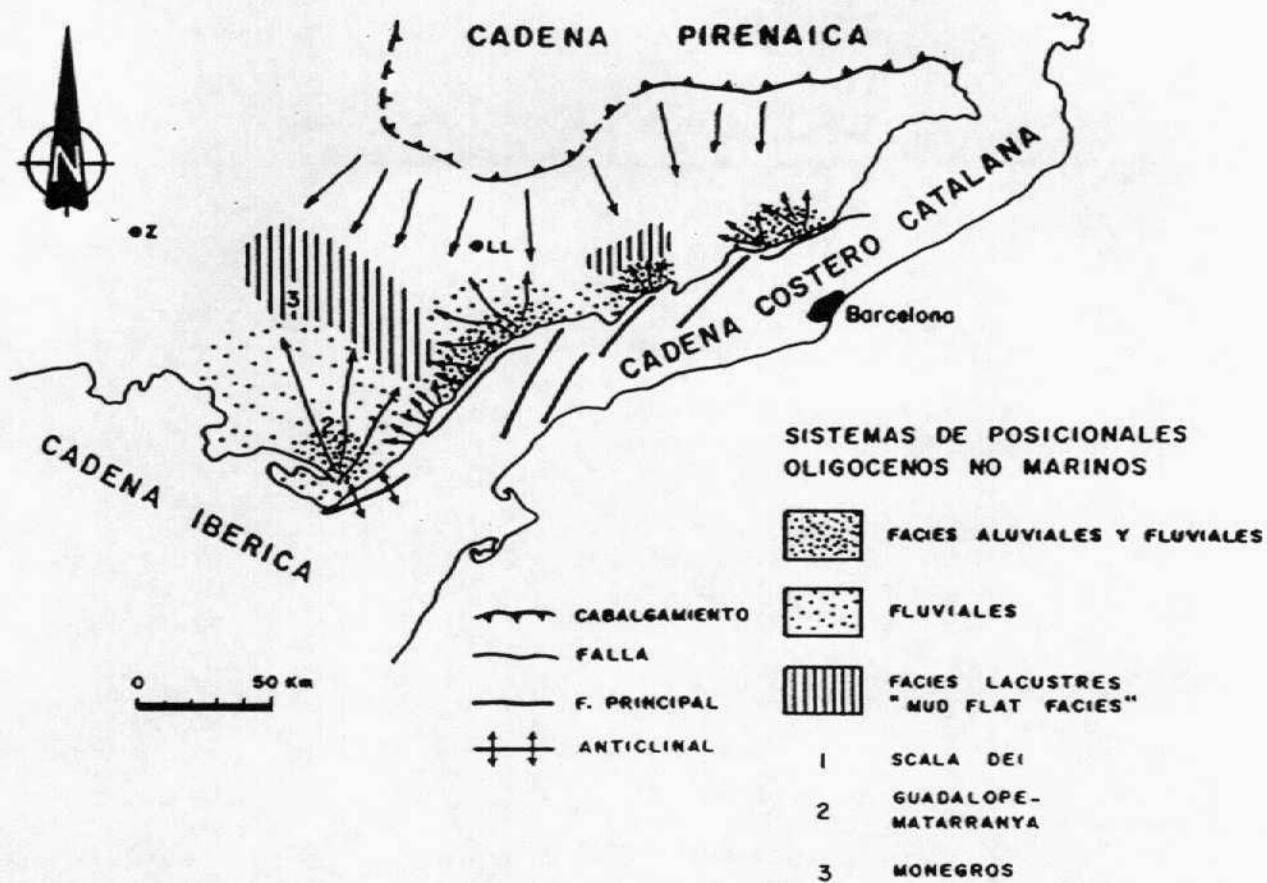 CADENA PIRENAICA
N
Z
LL
3
2
CADENA COSTERO CATALANA
Barcelona
CADENA IBERICA
SISTEMAS DE POSICIONALES
OLIGOCENOS NO MARINOS
FACIES ALUVIALES Y FLUVIALES
FLUVIALES
FACIES LACUSTRES
"MUD FLAT FACIES"
1 SCALA DEI
2 GUADALOPE-
MATARRANYA
3 MONEGROS
CABALGAMIENTO
FALLA
F. PRINCIPAL
ANTICLINAL
0 50 Km